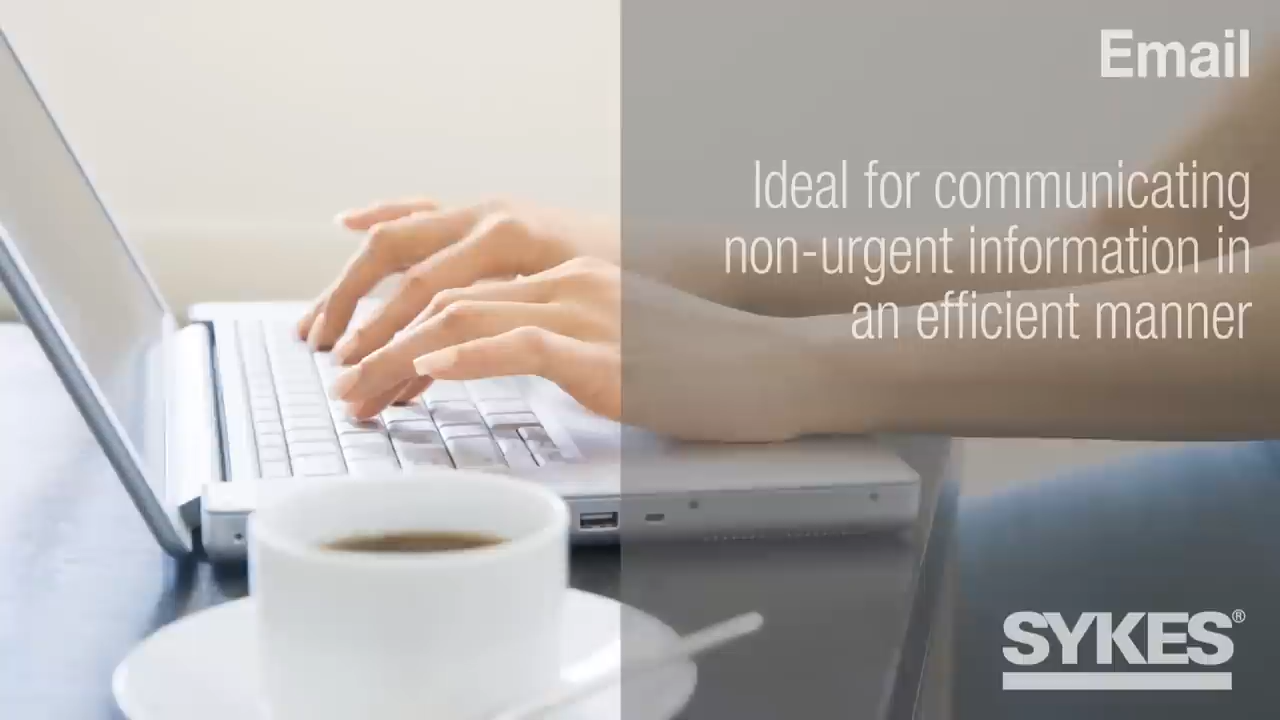 Email
Ideal for communicating
non-urgent information in
an efficient manner
SYKES®